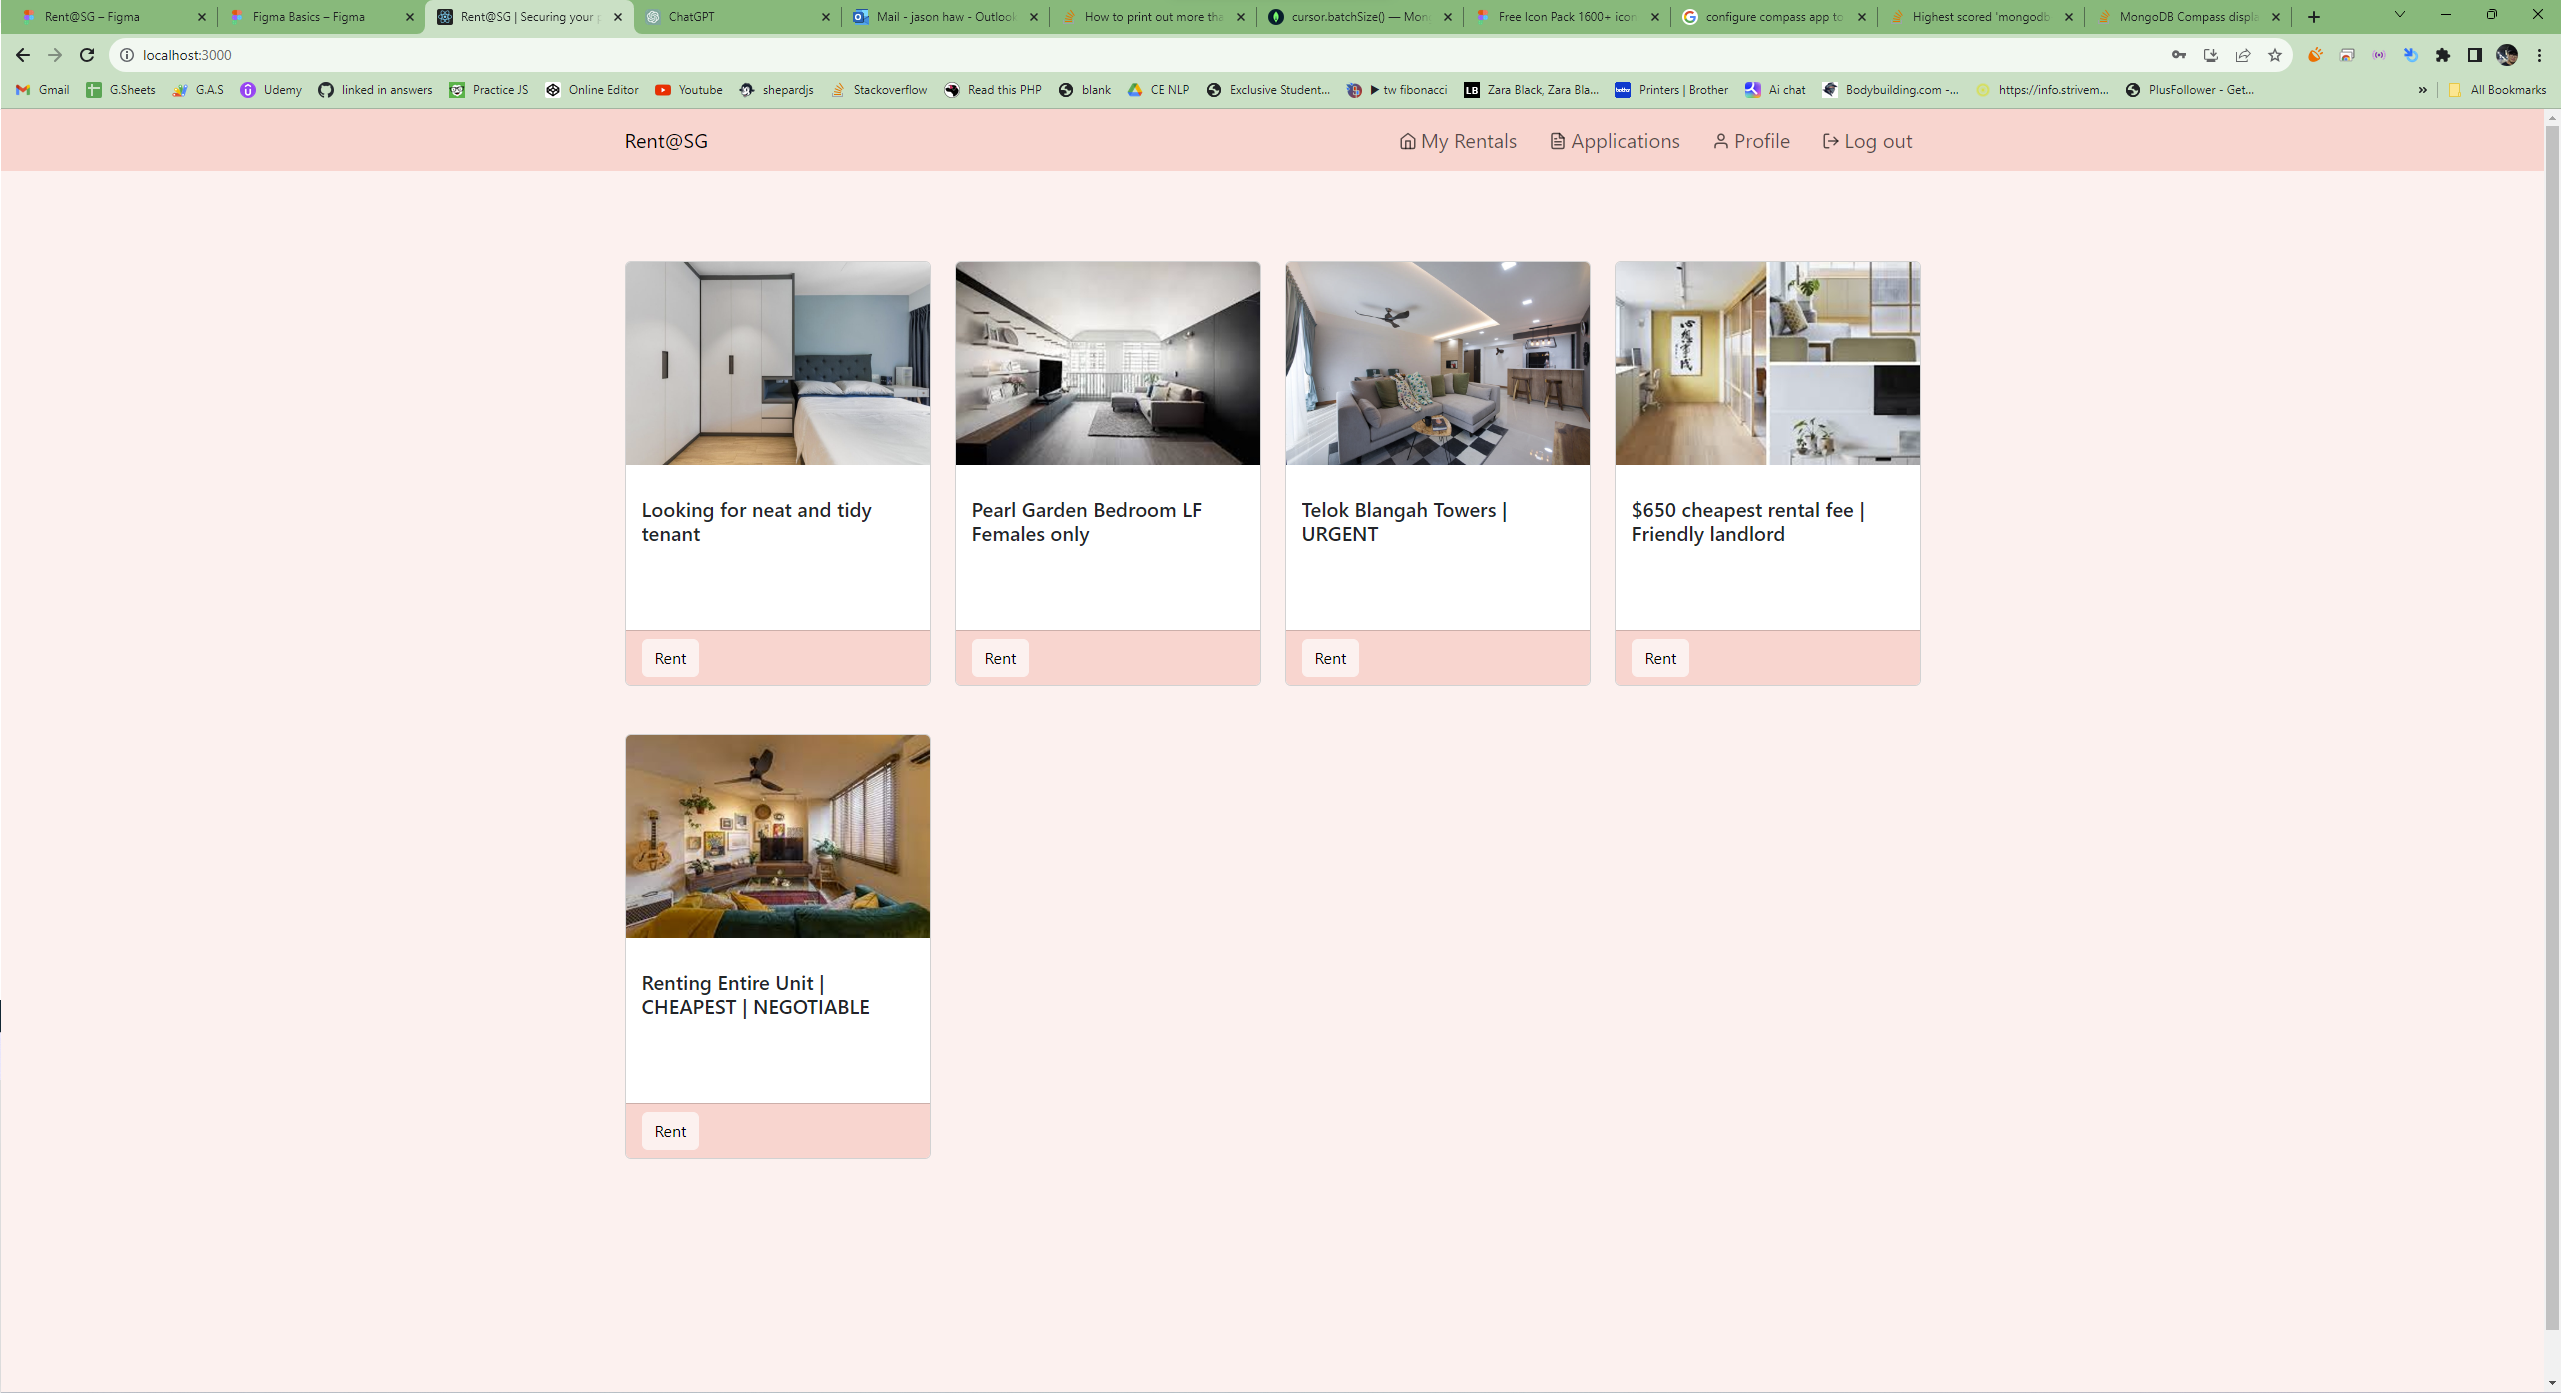 Rent@SG – Figma
Figma Basics – Figma
Rent@SG | Securing your
ChatGPT
Mail - jason haw - Outlook
How to print out more tha
cursor.batchSize() — Mon
Free Icon Pack 1600+ icon
configure compass app to
Highest scored 'mongodb
MongoDB Compass displa
localhost:3000
Gmail
G.Sheets
G.A.S
Udemy
linked in answers
Practice JS
Online Editor
Youtube
shepardjs
Stackoverflow
Read this PHP
blank
CE NLP
Exclusive Student...
▶ tw fibonacci
LB
Zara Black, Zara Bla...
Printers | Brother
Ai chat
Bodybuilding.com -...
https://info.strivem...
PlusFollower - Get...
»
All Bookmarks
Rent@SG
My Rentals
Applications
Profile
Log out
心想事成
Looking for neat and tidy
tenant
Rent
Pearl Garden Bedroom LF
Females only
Rent
Telok Blangah Towers |
URGENT
Rent
$650 cheapest rental fee |
Friendly landlord
Rent
Renting Entire Unit |
CHEAPEST | NEGOTIABLE
Rent